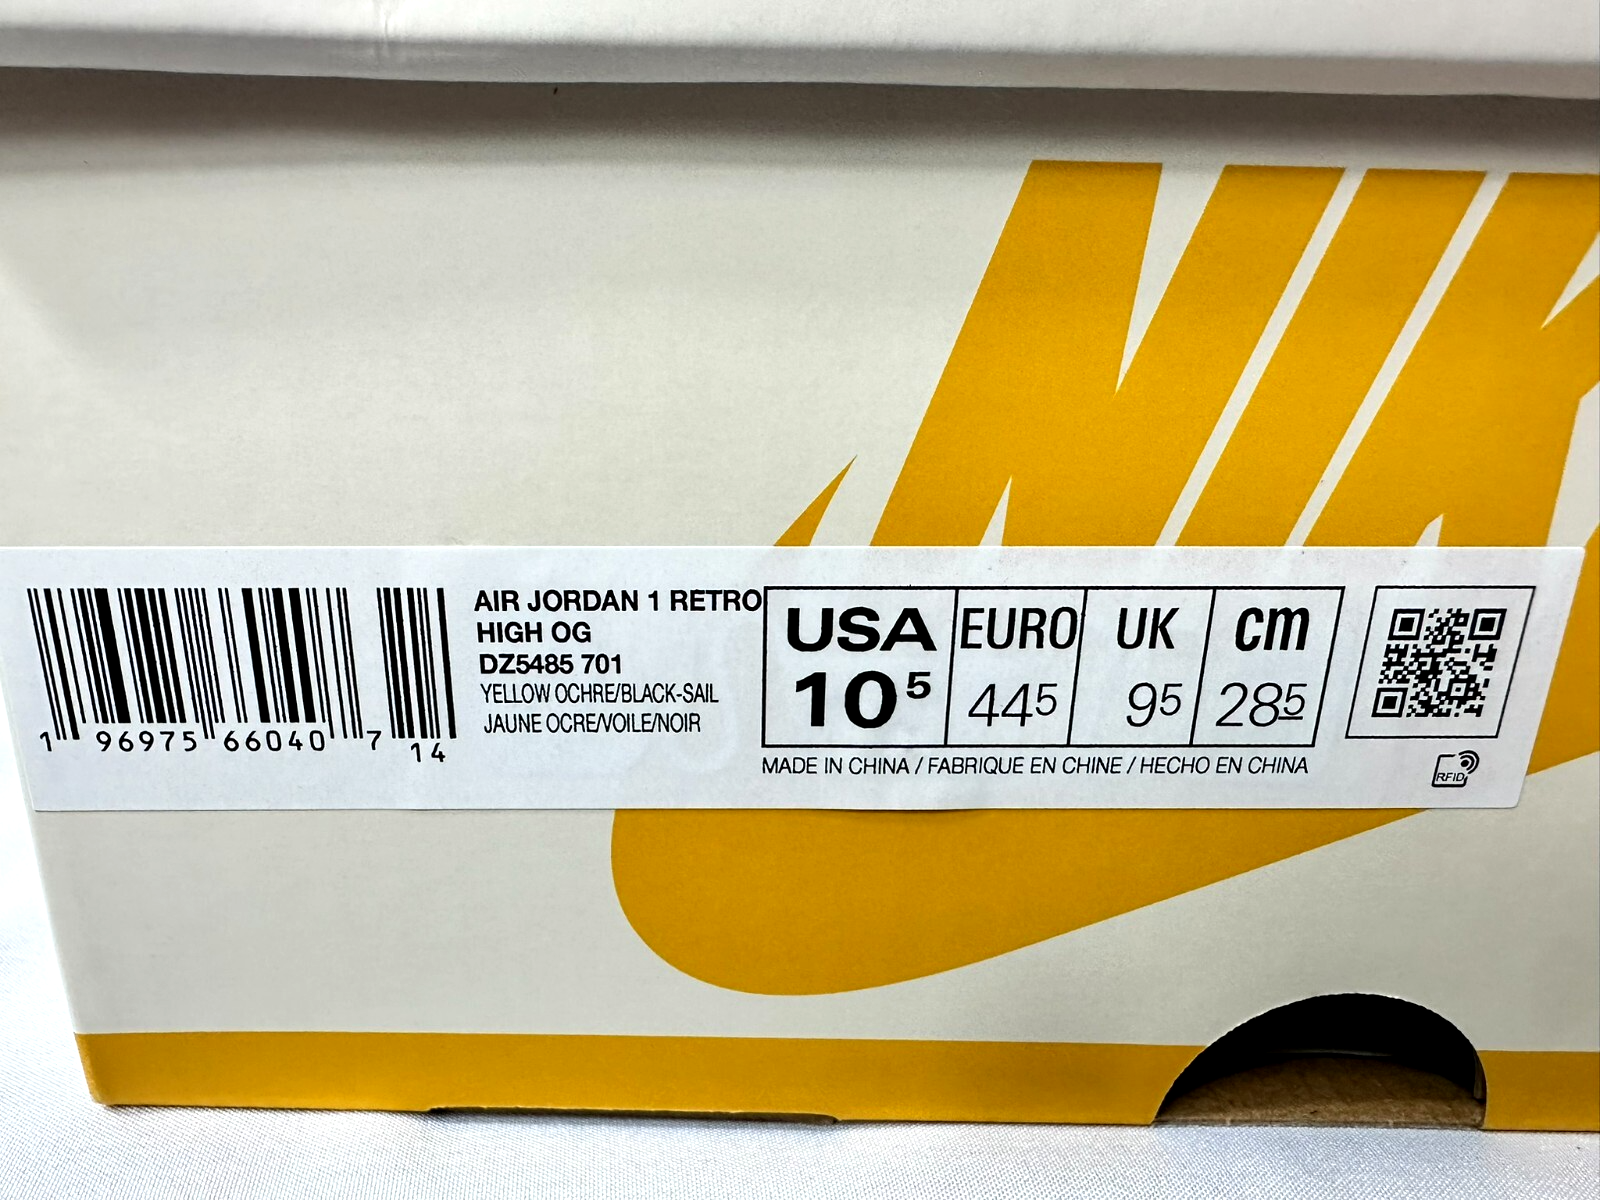 NIK
AIR JORDAN 1 RETRO
HIGH OG
DZ5485 701
YELLOW OCHRE/BLACK-SAIL
JAUNE OCRE/VOILE/NOIR
1 96975 66040 7 14
USA EURO UK cm
10⁵ 44⁵ 9⁵ 28⁵
MADE IN CHINA / FABRIQUE EN CHINE / HECHO EN CHINA
RFID